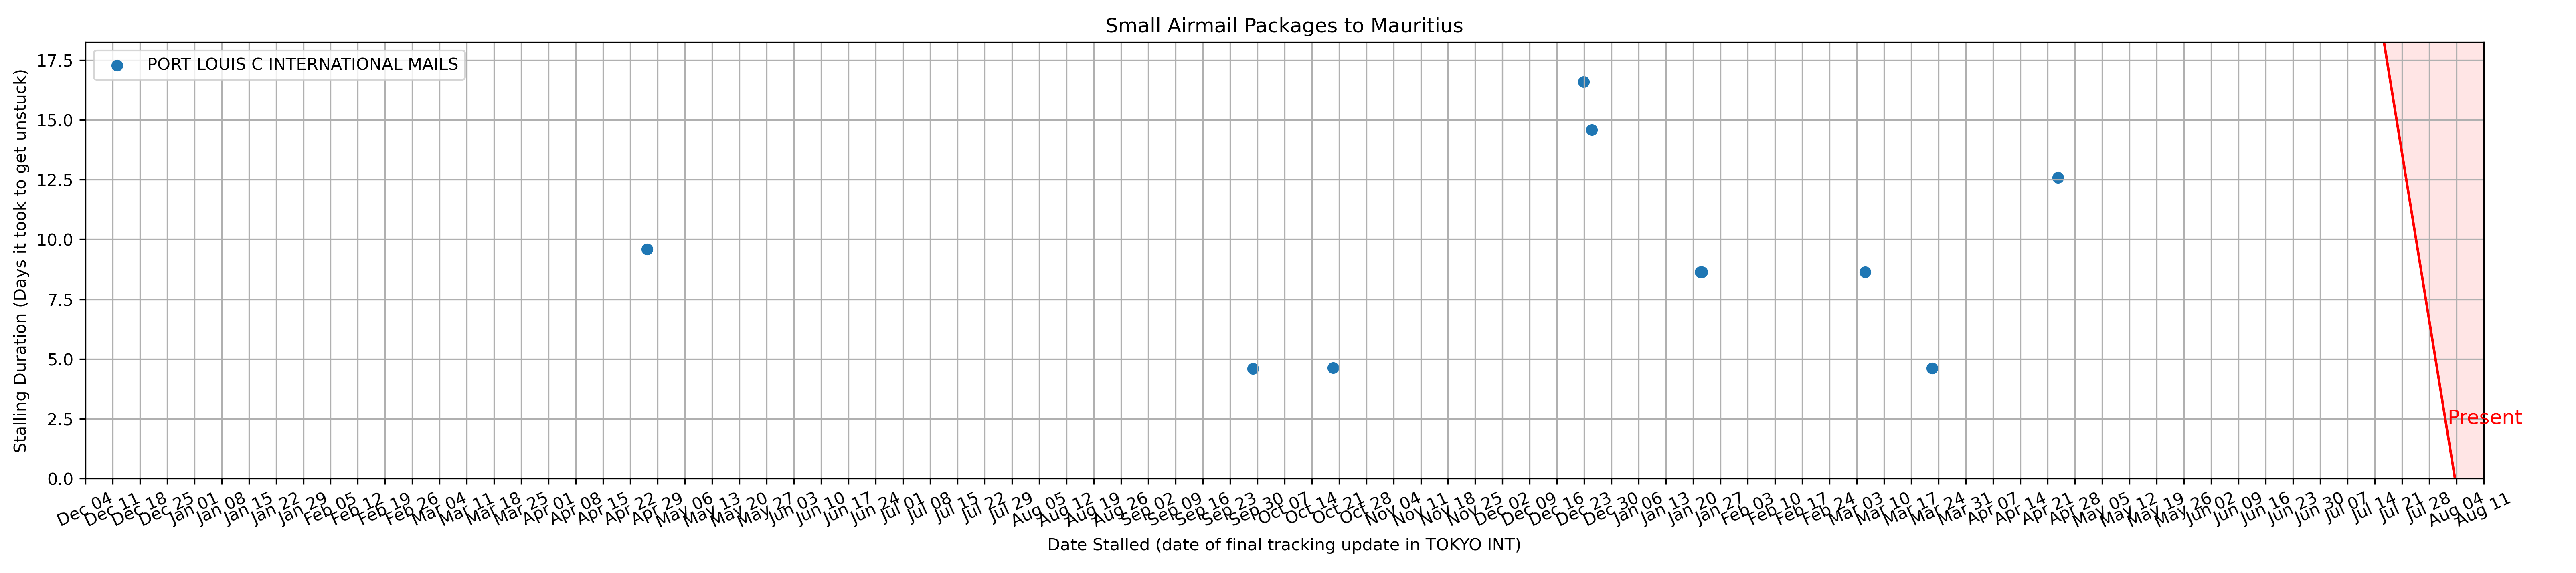 Small Airmail Packages to Mauritius
PORT LOUIS C INTERNATIONAL MAILS
Stalling Duration (Days it took to get unstuck)
17.5
15.0
12.5
10.0
7.5
5.0
2.5
0.0
Present
Dec 04 Dec 11 Dec 18 Dec 25 Jan 01 Jan 08 Jan 15 Jan 22 Jan 29 Feb 05 Feb 12 Feb 19 Feb 26 Mar 04 Mar 11 Mar 18 Mar 25 Apr 01 Apr 08 Apr 15 Apr 22 Apr 29 May 06 May 13 May 20 May 27 Jun 03 Jun 10 Jun 17 Jun 24 Jul 01 Jul 08 Jul 15 Jul 22 Jul 29 Aug 05 Aug 12 Aug 19 Aug 26 Sep 02 Sep 09 Sep 16 Sep 23 Sep 30 Oct 07 Oct 14 Oct 21 Oct 28 Nov 04 Nov 11 Nov 18 Nov 25 Dec 02 Dec 09 Dec 16 Dec 23 Dec 30 Jan 06 Jan 13 Jan 20 Jan 27 Feb 03 Feb 10 Feb 17 Feb 24 Mar 03 Mar 10 Mar 17 Mar 24 Mar 31 Apr 07 Apr 14 Apr 21 Apr 28 May 05 May 12 May 19 May 26 Jun 02 Jun 09 Jun 16 Jun 23 Jun 30 Jul 07 Jul 14 Jul 21 Jul 28 Aug 04 Aug 11
Date Stalled (date of final tracking update in TOKYO INT)